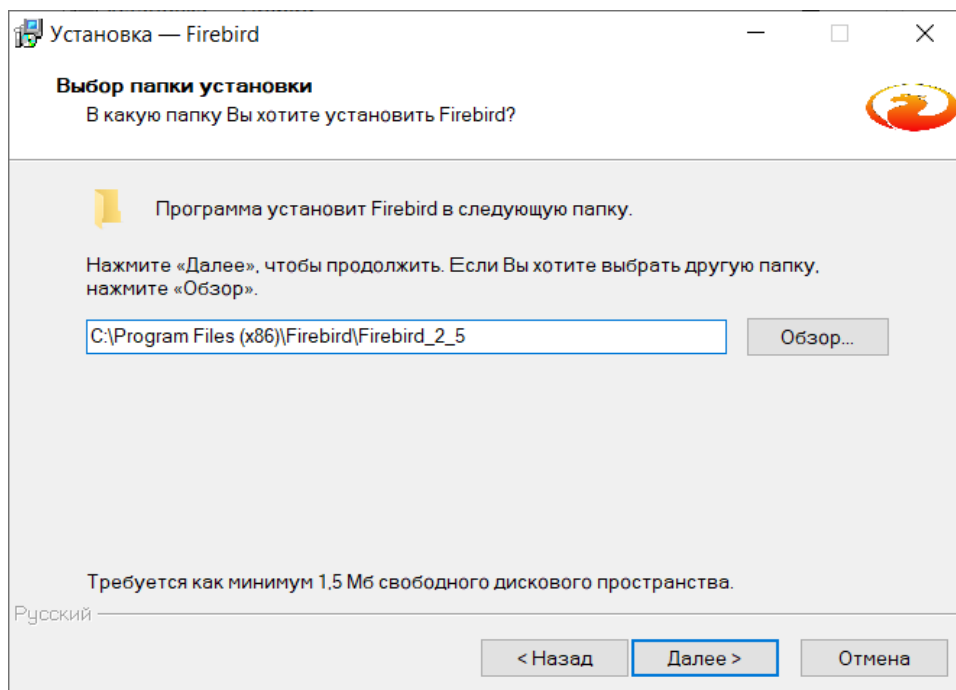 Установка — Firebird
Выбор папки установки
В какую папку Вы хотите установить Firebird?
Программа установит Firebird в следующую папку.
Нажмите «Далее», чтобы продолжить. Если Вы хотите выбрать другую папку,
нажмите «Обзор».
C:\Program Files (x86)\Firebird\Firebird_2_5
Обзор...
Требуется как минимум 1,5 Мб свободного дискового пространства.
Русский
< Назад
Далее >
Отмена